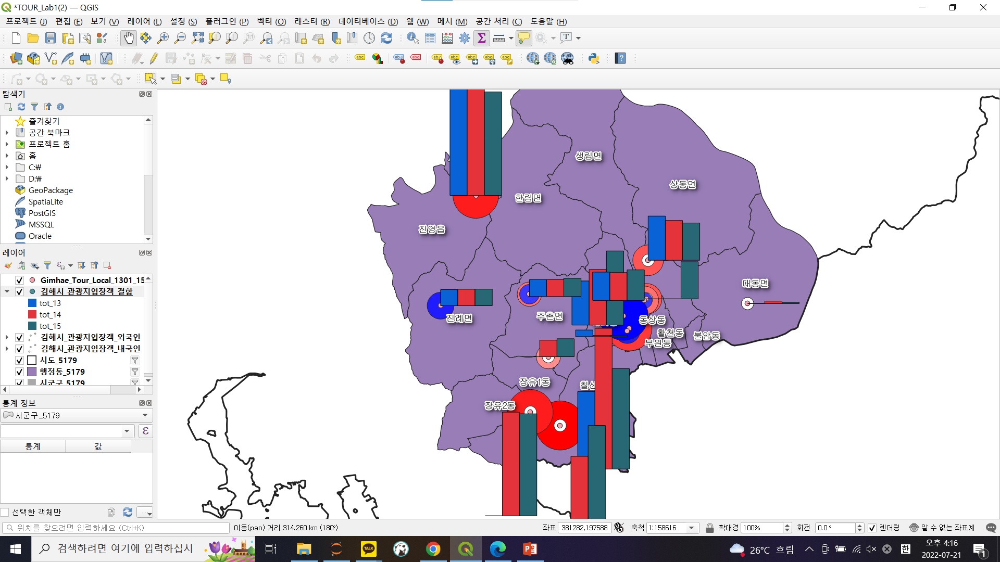 *TOUR_Lab1(2) — QGIS
프로젝트 (J) 편집 (E) 보기 (V) 레이어 (L) 설정 (S) 플러그인 (P) 벡터 (O) 래스터 (R) 데이터베이스 (D) 웹 (W) 메시 (M) 공간 처리 (C) 도움말 (H)
탐색기
즐겨찾기
공간 북마크
프로젝트 홈
홈
C:₩
D:₩
GeoPackage
SpatiaLite
PostGIS
MSSQL
Oracle
레이어
Gimhae_Tour_Local_1301_15
김해시 관광지입장객 결합
tot_13
tot_14
tot_15
김해시_관광지입장객_외국인
김해시_관광지입장객_내국인
시도_5179
행정동_5179
시군구_5179
통계 정보
시군구_5179
통계 값
선택한 객체만
생림면
상동면
한림면
진영읍
대동면
진례면
주촌면
동상동
활천동
불암동
부원동
장유1동
칠산
장유2동
위치를 찾으려면 입력하세요 (Ctrl+K)
이동(pan) 거리 314.260 km (180°)
좌표 381282,197588
축척 1:158616
확대경 100%
회전 0.0 °
렌더링
알 수 없는 좌표계
검색하려면 여기에 입력하십시
TALK
26°C 흐림
한
오후 4:16
2022-07-21
1